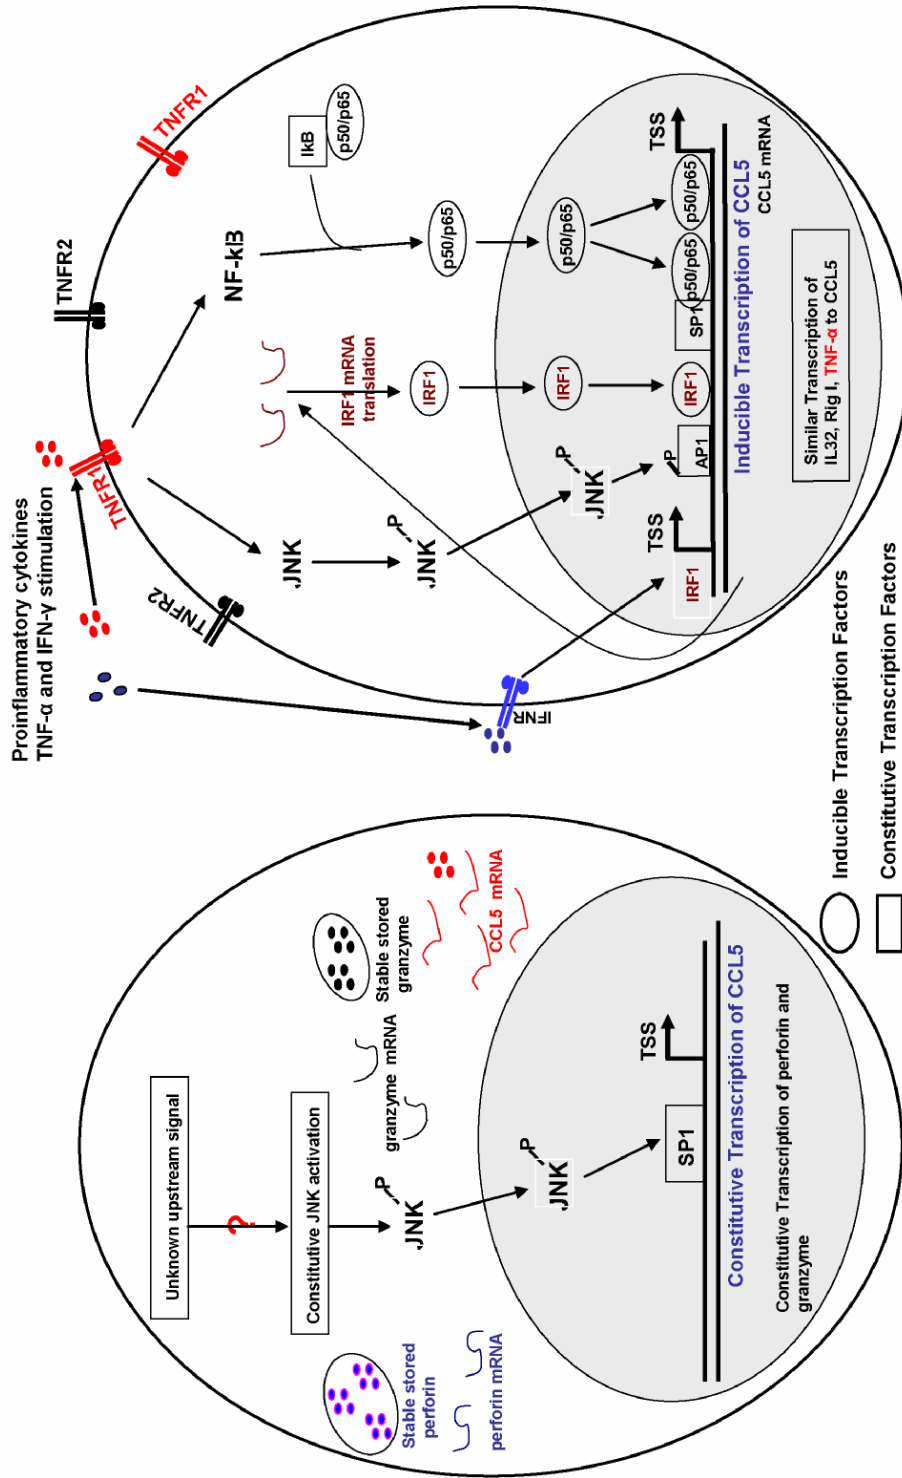 Unknown upstream signal
?
Constitutive JNK activation
P
JNK
Stable stored
perforin
perforin mRNA
granzyme mRNA
Stable stored
granzyme
CCL5 mRNA
P
JNK
SP1
TSS
Constitutive Transcription of CCL5
Constitutive Transcription of perforin and
granzyme
Proinflammatory cytokines
TNF-α and IFN-γ stimulation
TNFR2
TNFR1
TNFR2
TNFR1
IFNR
JNK
P
JNK
NF-kB
IkB
p50/p65
IRF1 mRNA
translation
IRF1
p50/p65
P
JNK
IRF1
p50/p65
IRF1
TSS
P
AP1
IRF1
SP1
p50/p65
p50/p65
TSS
Inducible Transcription of CCL5
CCL5 mRNA
Similar Transcription of
IL32, Rig I, TNF-α to CCL5
Inducible Transcription Factors
Constitutive Transcription Factors